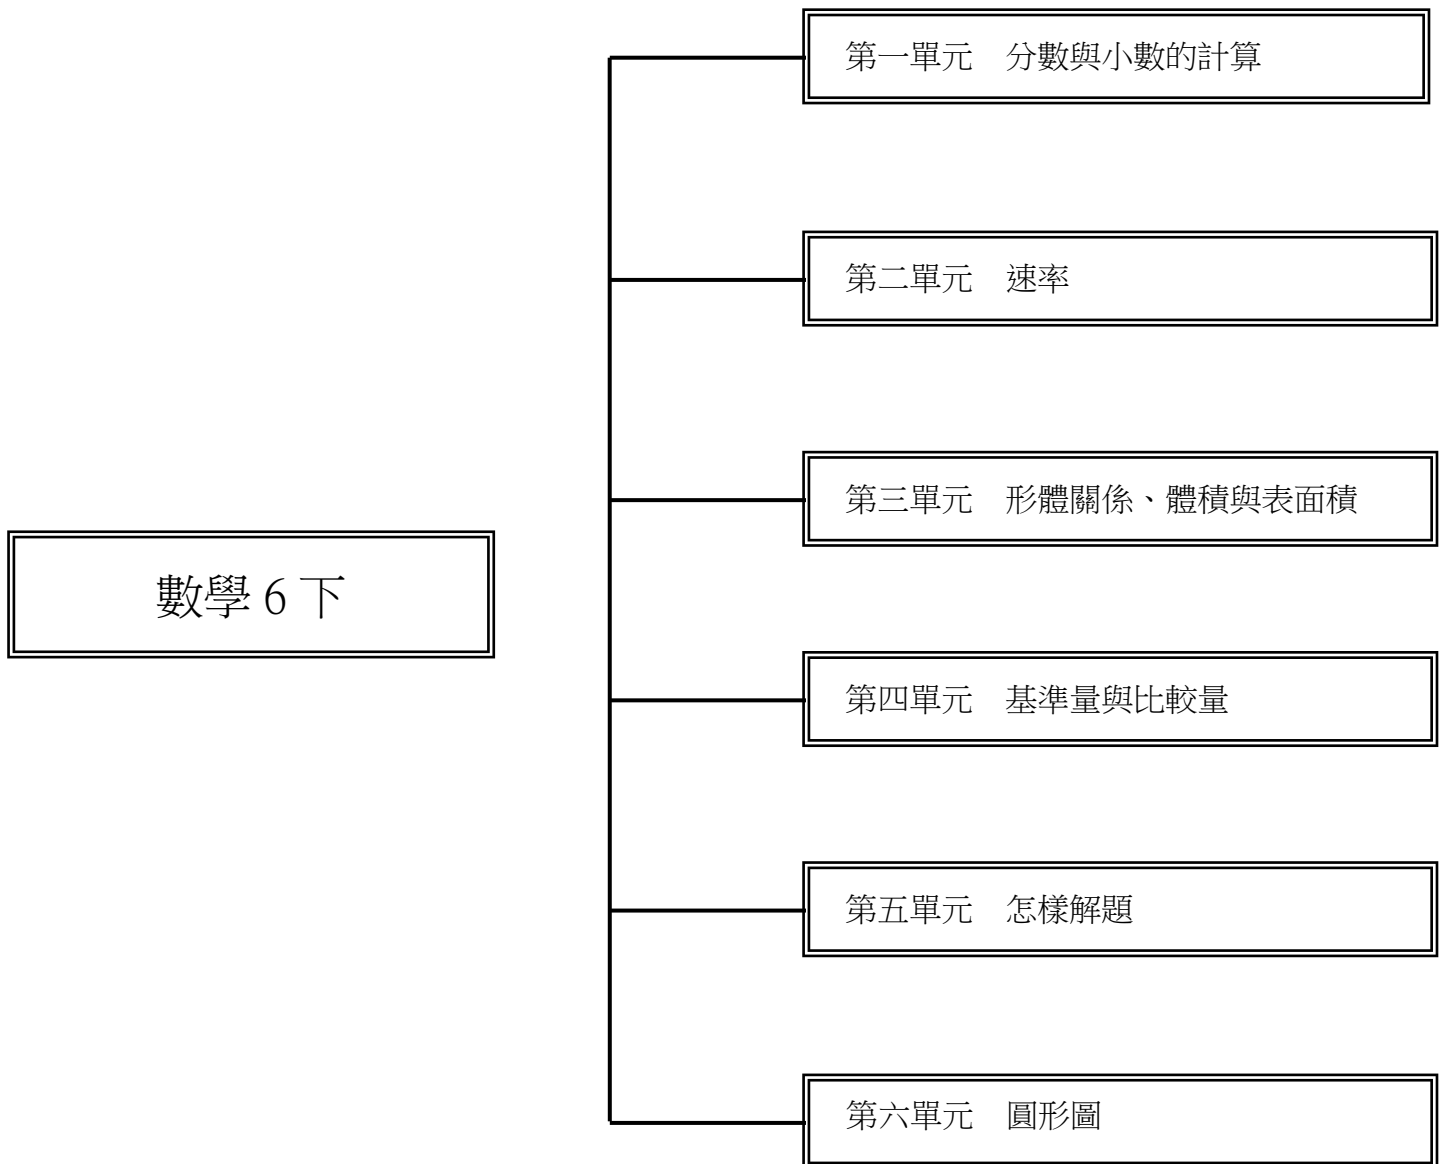 第一單元　分數與小數的計算
第二單元　速率
第三單元　形體關係、體積與表面積
數學 6 下
第四單元　基準量與比較量
第五單元　怎樣解題
第六單元　圓形圖